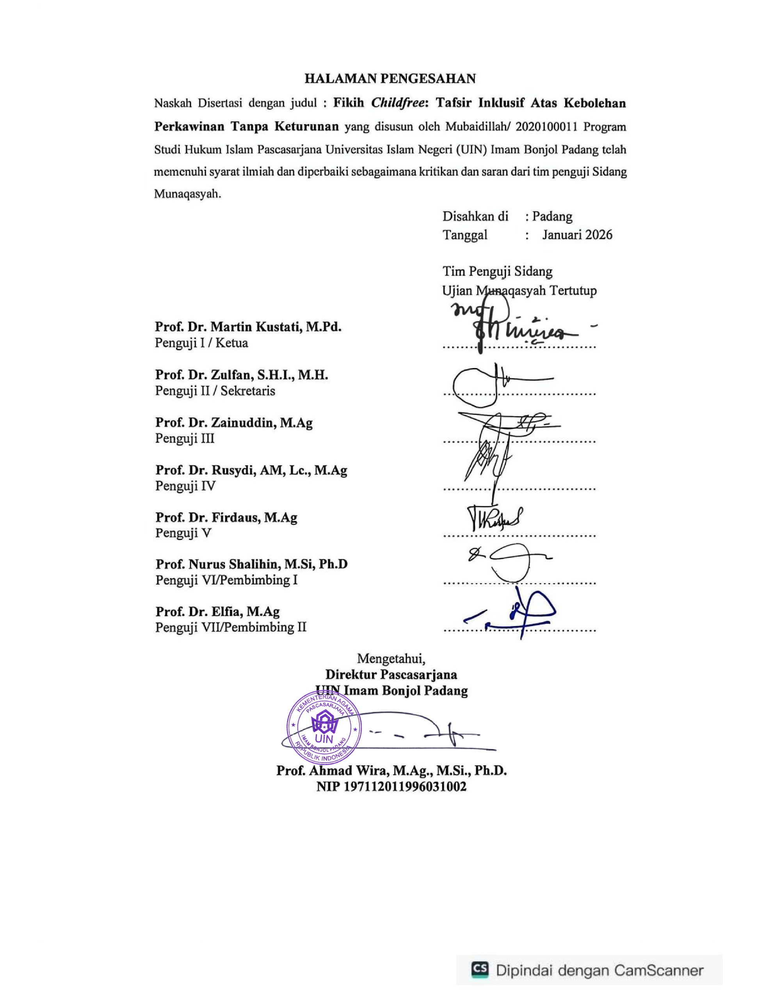 HALAMAN PENGESAHAN
Naskah Disertasi dengan judul : Fikih Childfree: Tafsir Inklusif Atas Kebolehan
Perkawinan Tanpa Keturunan yang disusun oleh Mubaidillah/ 2020100011 Program
Studi Hukum Islam Pascasarjana Universitas Islam Negeri (UIN) Imam Bonjol Padang telah
memenuhi syarat ilmiah dan diperbaiki sebagaimana kritikan dan saran dari tim penguji Sidang
Munaqasyah.
Disahkan di : Padang
Tanggal : Januari 2026
Tim Penguji Sidang
Ujian Munaqasyah Tertutup
Prof. Dr. Martin Kustati, M.Pd.
Penguji I / Ketua ........................................
Prof. Dr. Zulfan, S.H.I., M.H.
Penguji II / Sekretaris ........................................
Prof. Dr. Zainuddin, M.Ag
Penguji III ........................................
Prof. Dr. Rusydi, AM, Lc., M.Ag
Penguji IV ........................................
Prof. Dr. Firdaus, M.Ag
Penguji V ........................................
Prof. Nurus Shalihin, M.Si, Ph.D
Penguji VI/Pembimbing I ........................................
Prof. Dr. Elfia, M.Ag
Penguji VII/Pembimbing II ........................................
Mengetahui,
Direktur Pascasarjana
UIN Imam Bonjol Padang
KEMENTERIAN AGAMA
PASCASARJANA
UIN
IMAM BONJOL PADANG
REPUBLIK INDONESIA
Prof. Ahmad Wira, M.Ag., M.Si., Ph.D.
NIP 197112011996031002
CS Dipindai dengan CamScanner